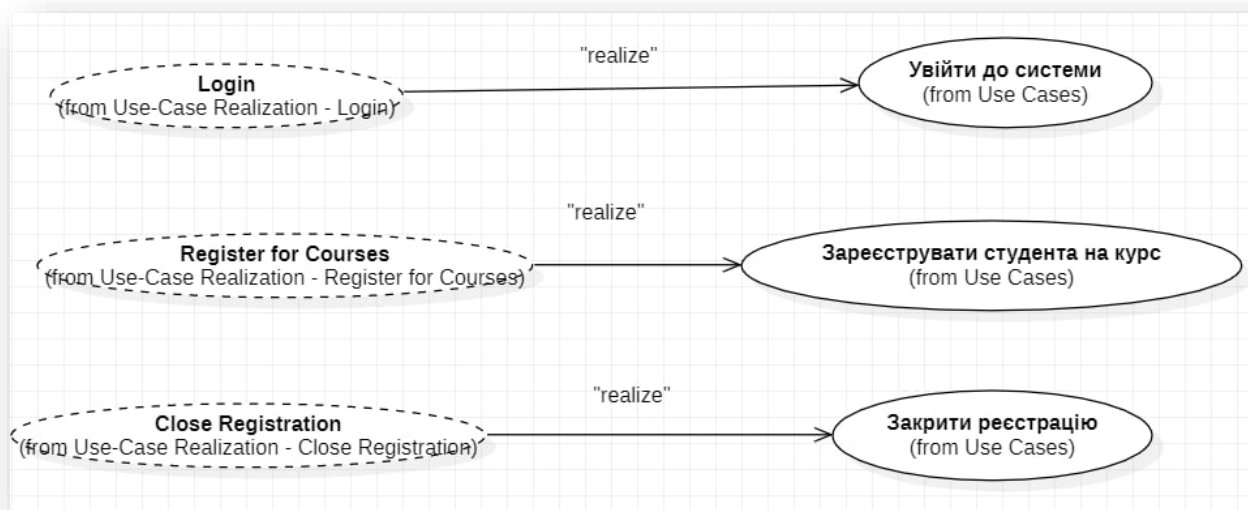 "realize"
Login
(from Use-Case Realization - Login)
Увійти до системи
(from Use Cases)
"realize"
Register for Courses
(from Use-Case Realization - Register for Courses)
Зареєструвати студента на курс
(from Use Cases)
"realize"
Close Registration
(from Use-Case Realization - Close Registration)
Закрити реєстрацію
(from Use Cases)